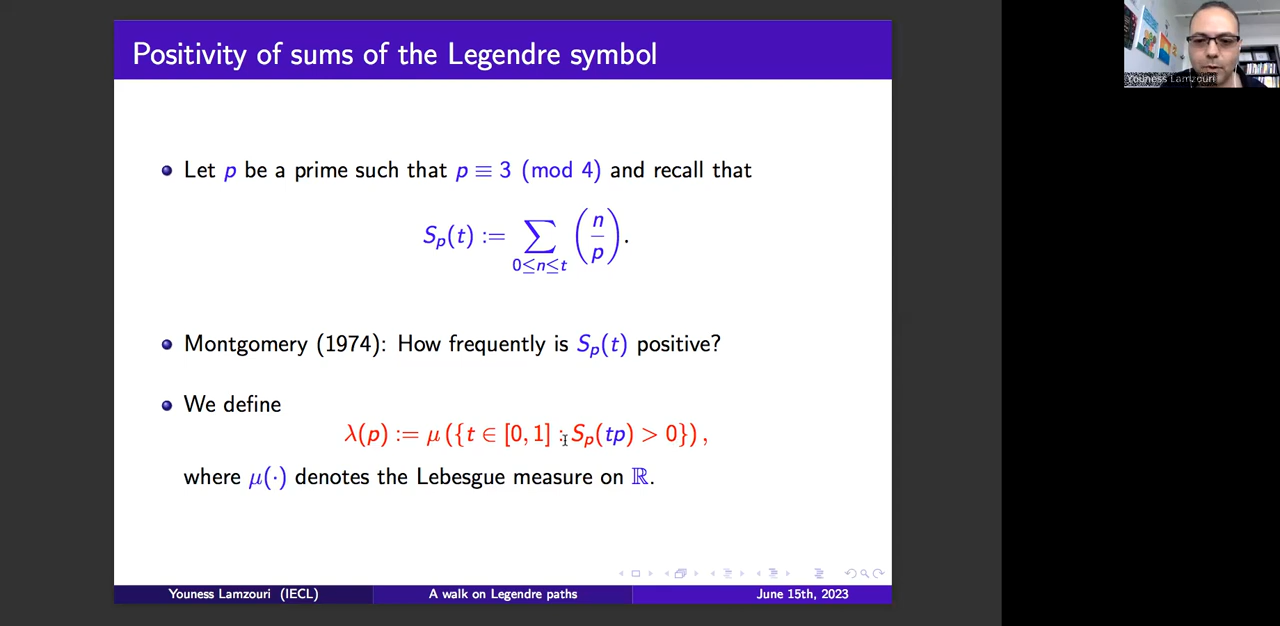 Positivity of sums of the Legendre symbol
Youness Lamzouri
Let p be a prime such that p ≡ 3 (mod 4) and recall that
S_p(t) := ∑_{0≤n≤t} (n/p).
Montgomery (1974): How frequently is S_p(t) positive?
We define
λ(p) := μ ({t ∈ [0, 1] : S_p(tp) > 0}) ,
where μ(·) denotes the Lebesgue measure on ℝ.
Youness Lamzouri (IECL) A walk on Legendre paths June 15th, 2023